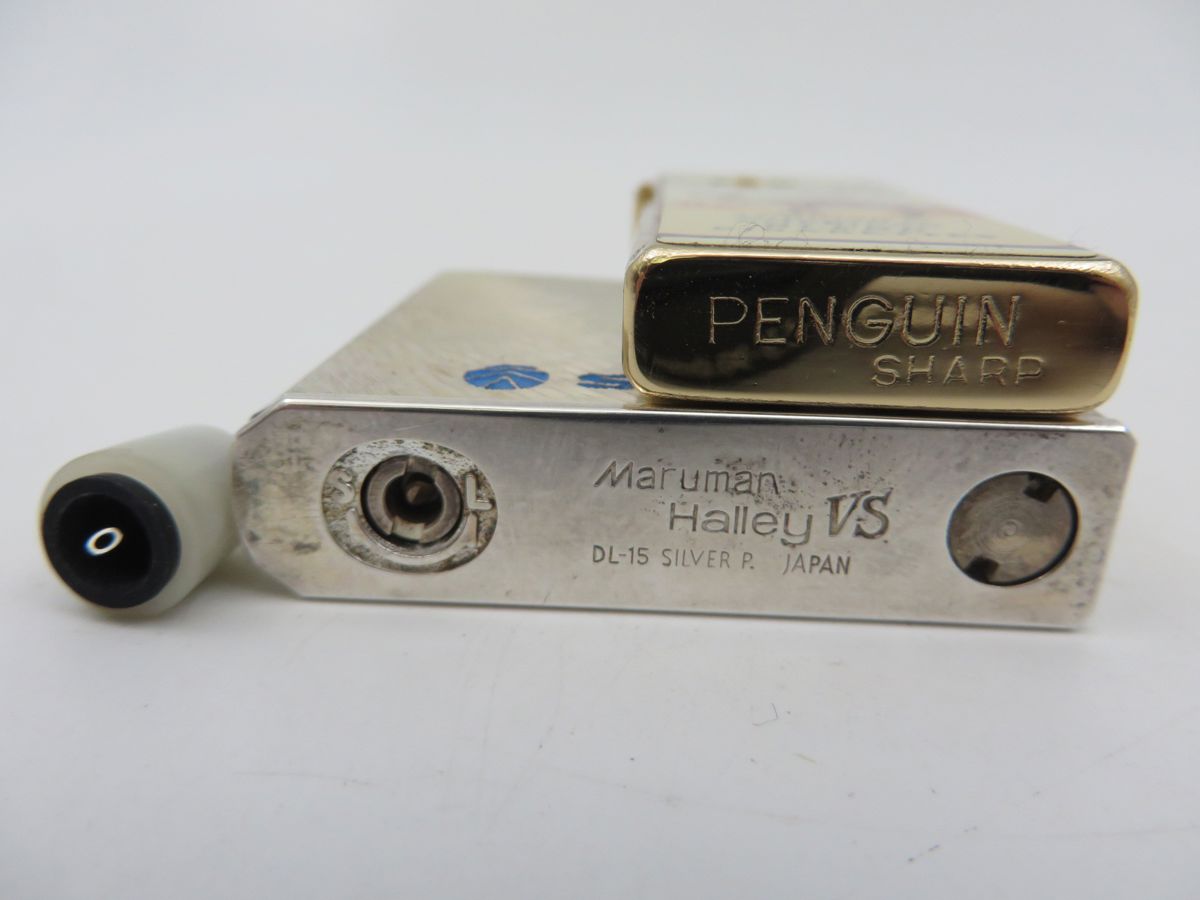 PENGUIN
SHARP
S L
Maruman
Halley VS
DL-15 SILVER P. JAPAN
O